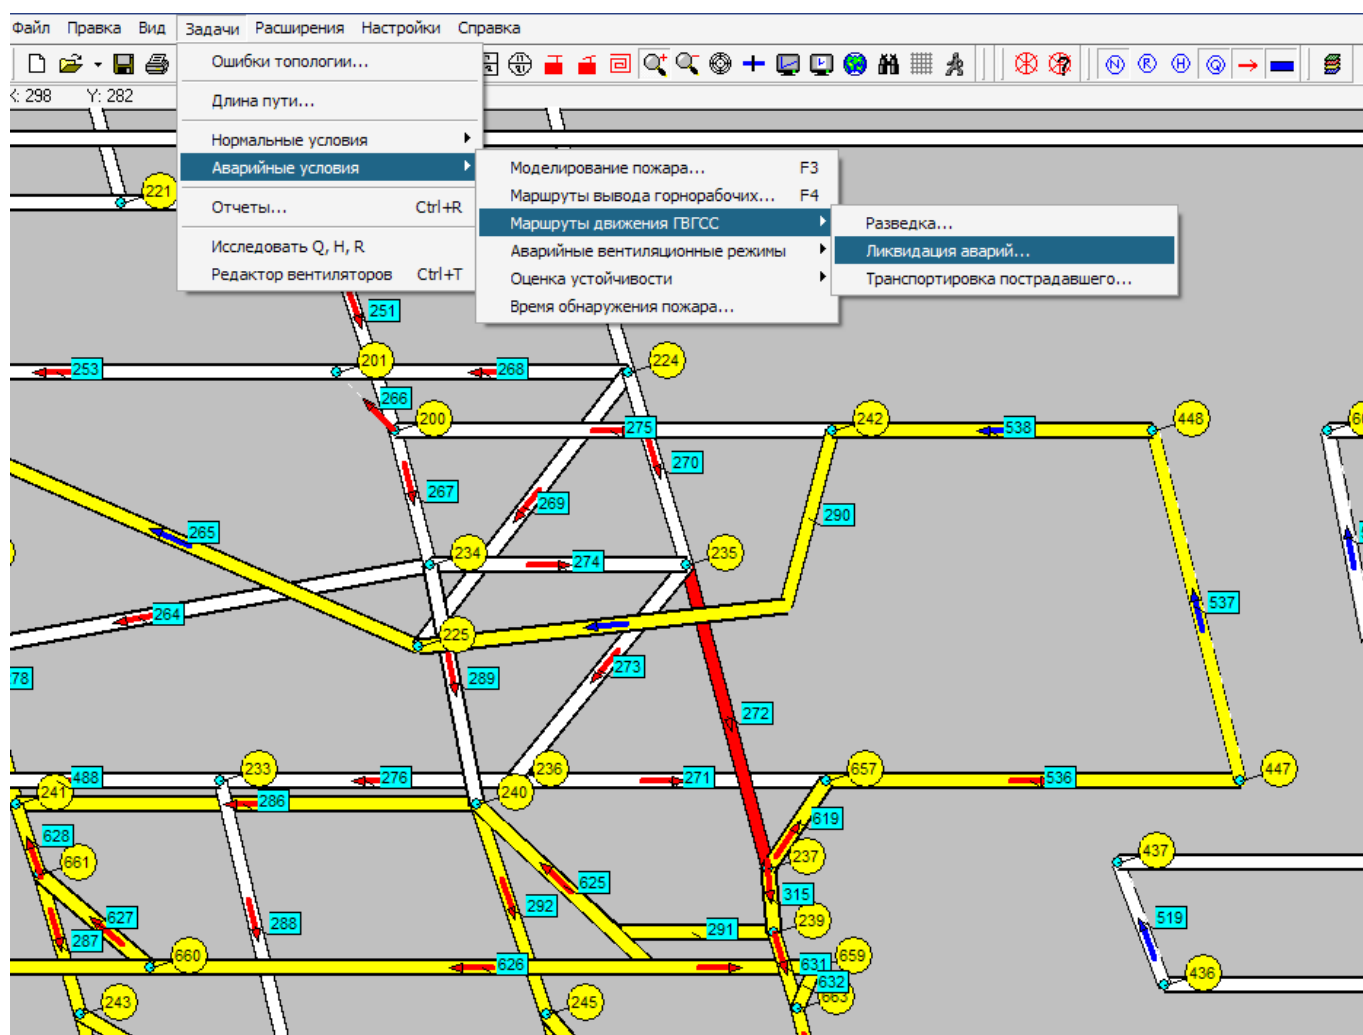 Файл Правка Вид Задачи Расширения Настройки Справка
X: 298 Y: 282
Ошибки топологии...
Длина пути...
Нормальные условия
Аварийные условия
Отчеты... Ctrl+R
Исследовать Q, H, R
Редактор вентиляторов Ctrl+T
Моделирование пожара... F3
Маршруты вывода горнорабочих... F4
Маршруты движения ГВГСС
Аварийные вентиляционные режимы
Оценка устойчивости
Время обнаружения пожара...
Разведка...
Ликвидация аварий...
Транспортировка пострадавшего...
N R H Q
221
251
253 201 268 224
266
200 275 242 538 448
270
267
269 290
265 234 274 235
264 537
225
78 289 273
272
488 233 276 236 271 657 536 447
241 286 240
628 619
661 237 437
625 315
627 292 239 519
287 288 291
660 626 631 659
632 436
243 245 663